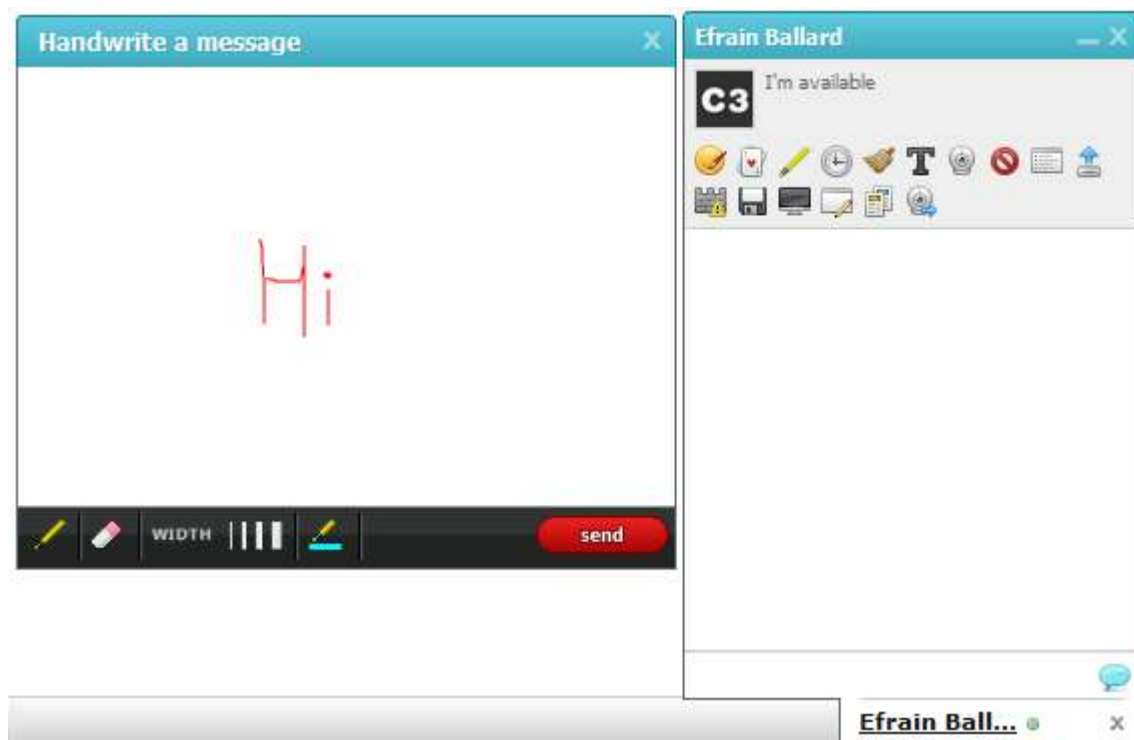 Handwrite a message
Hi
WIDTH
send
Efrain Ballard
C3
I'm available
Efrain Ball...